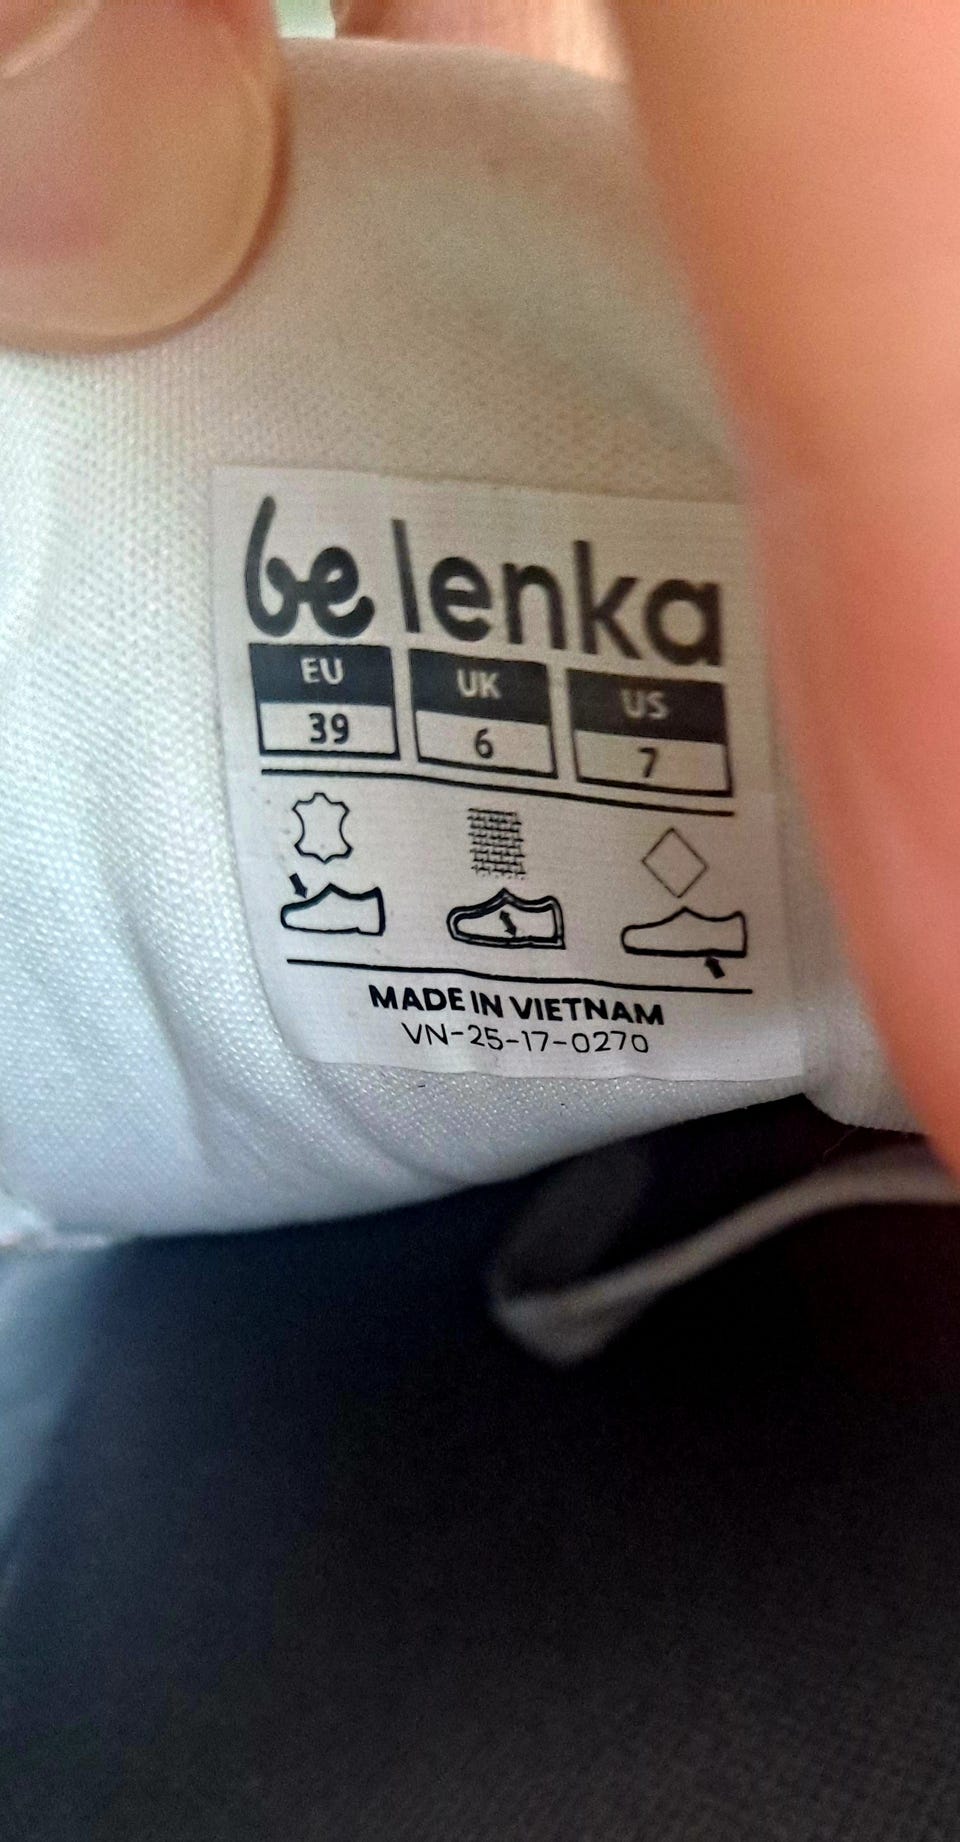 be lenka
EU UK US
39 6 7
MADE IN VIETNAM
VN-25-17-0270